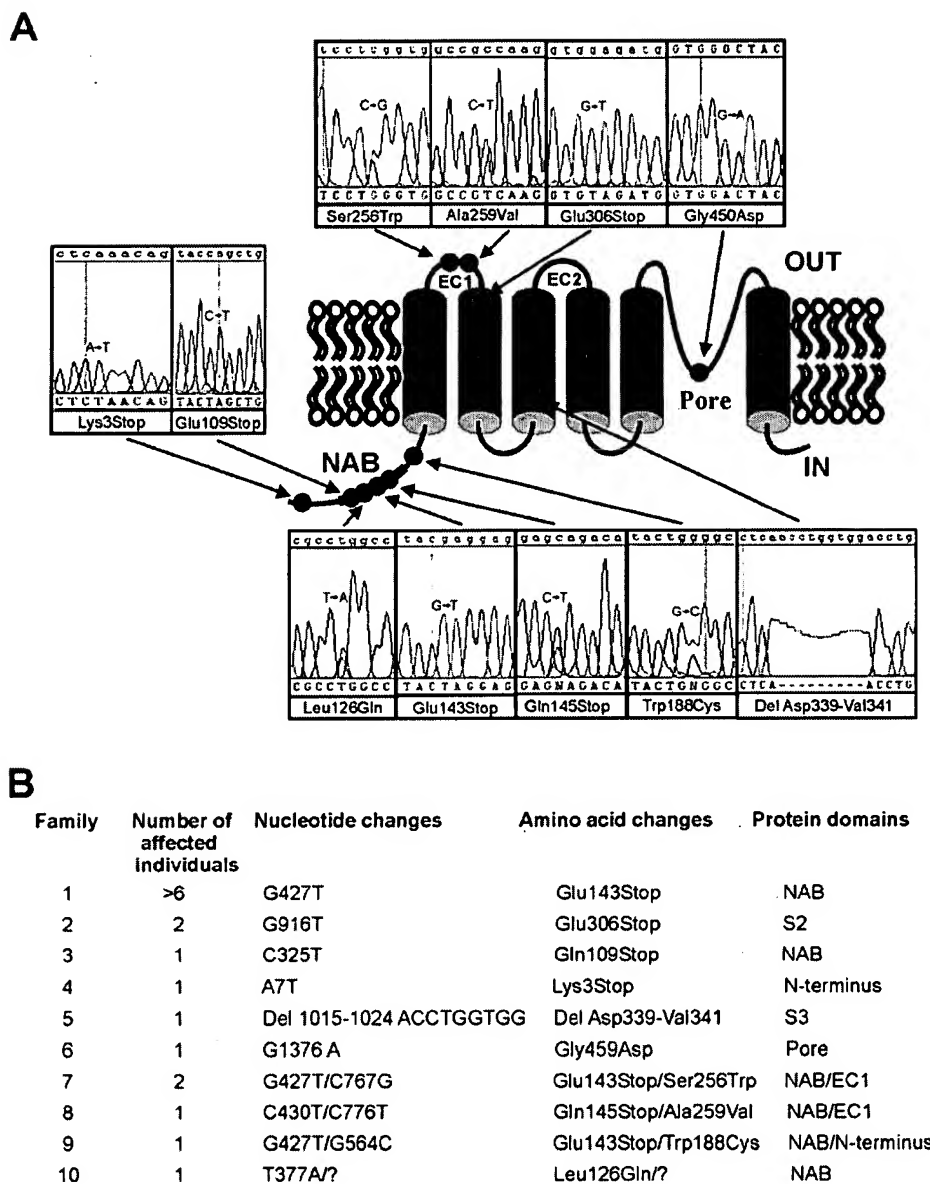 A
tcctcggtg gccgccaag gtggagatg GTGGGCTAC
C→G C→T G→T G→A
TCCTGGGTG GCCGTCAAG GTGTAGATG GTGGACTAC
Ser256Trp Ala259Val Glu306Stop Gly450Asp
ctcaaacag taccagctg
A→T C→T
CTCTAACAG TACTAGCTG
Lys3Stop Glu109Stop
EC1 EC2 OUT
Pore
NAB IN
cgcctggcc tacgaggag gagcagaca tactggggc ctcaacctggtggacctg
T→A G→T C→T G→C
CGCCTGGCC TACTAGGAG GAGNAGACA TACTGNGGC CTCA---------ACCTG
Leu126Gln Glu143Stop Gln145Stop Trp188Cys Del Asp339-Val341
B
Family Number of affected individuals Nucleotide changes Amino acid changes Protein domains
1 >6 G427T Glu143Stop NAB
2 2 G916T Glu306Stop S2
3 1 C325T Gln109Stop NAB
4 1 A7T Lys3Stop N-terminus
5 1 Del 1015-1024 ACCTGGTGG Del Asp339-Val341 S3
6 1 G1376 A Gly459Asp Pore
7 2 G427T/C767G Glu143Stop/Ser256Trp NAB/EC1
8 1 C430T/C776T Gln145Stop/Ala259Val NAB/EC1
9 1 G427T/G564C Glu143Stop/Trp188Cys NAB/N-terminus
10 1 T377A/? Leu126Gln/? NAB